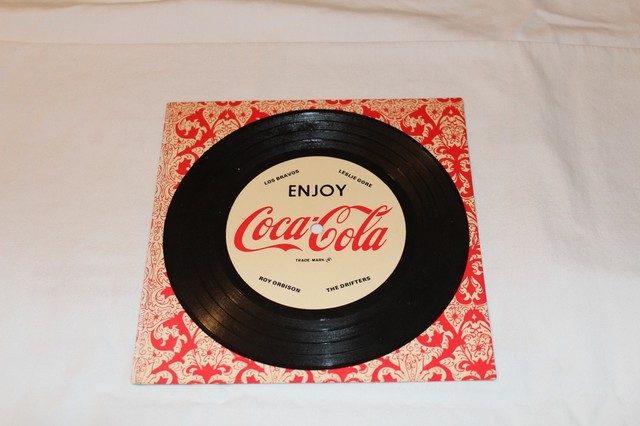 LOS BRAVOS
LESLIE GORE
ENJOY
Coca-Cola
TRADE MARK ®
ROY ORBISON
THE DRIFTERS